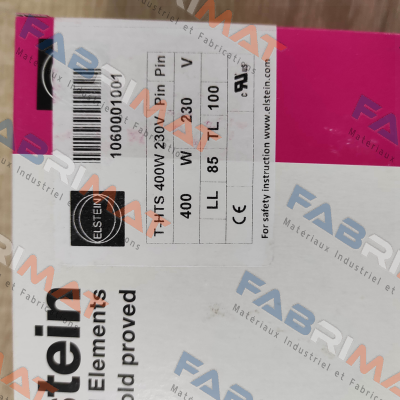 ELSTEIN
1060001001
T-HTS 400W 230V Pin Pin
400 W 230 V
LL 85 TL 100
CE
For safety instruction www.elstein.com
stein
Elements
old proved
FABRIMAT
Matériaux Industriel et Fabrications